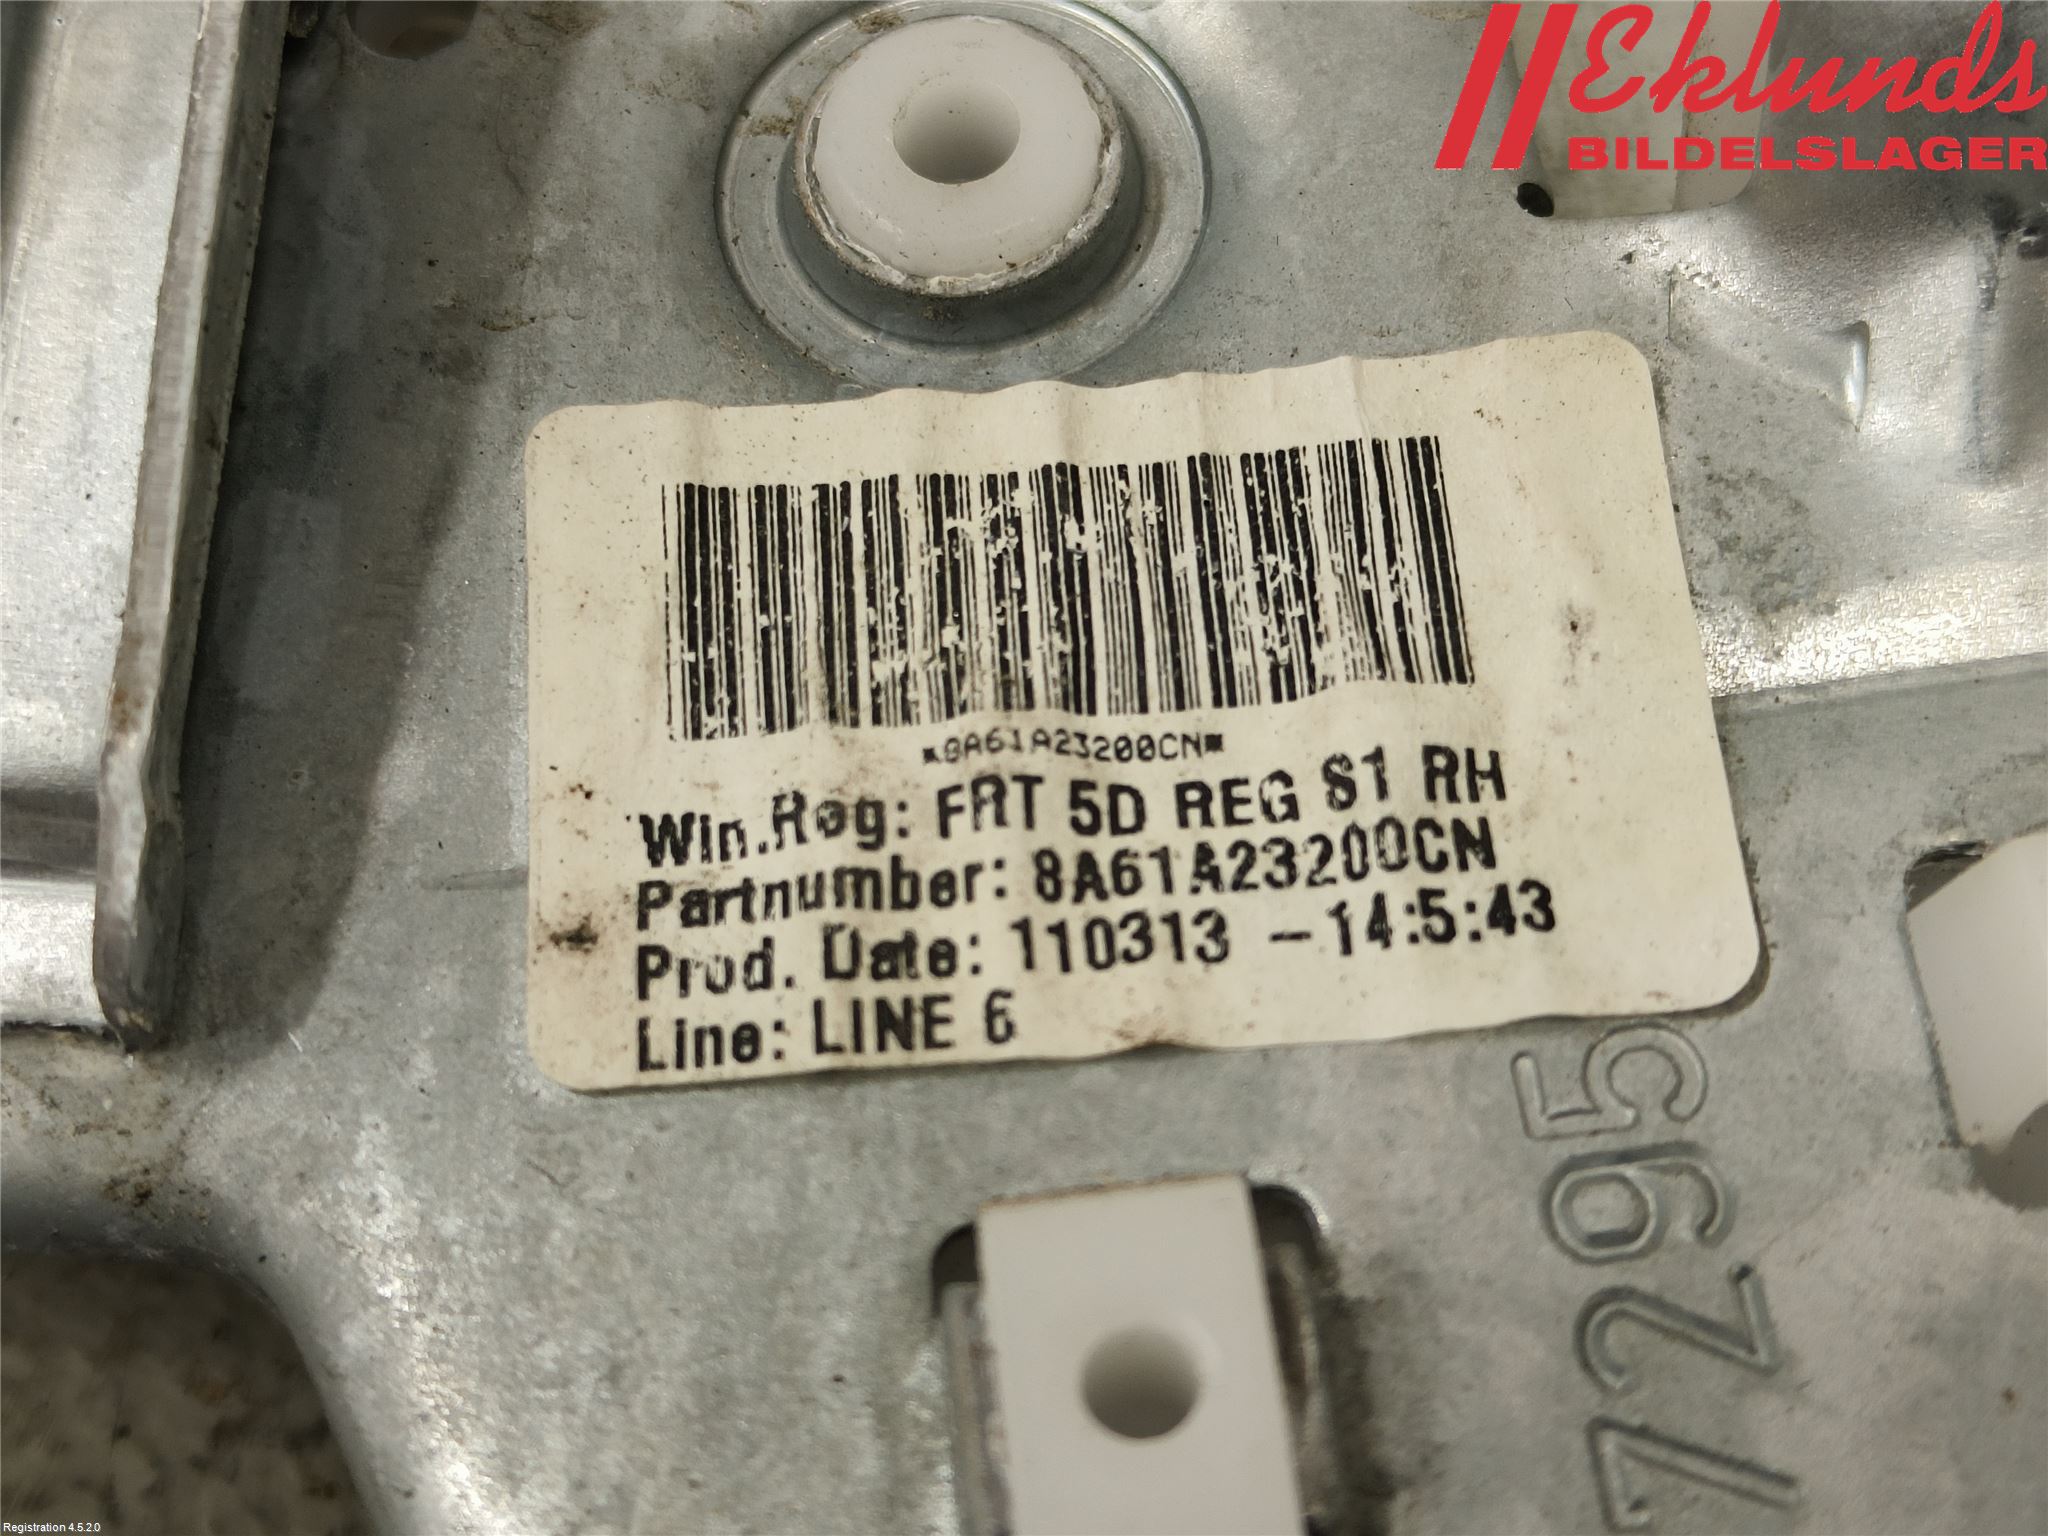 Eklunds
BILDELSLAGER
*8A61A23200CN*
Win.Reg: FRT 5D REG S1 RH
Partnumber: 8A61A23200CN
Prod. Date: 110313 -14:5:43
Line: LINE 6
7295
Registration 4.5.2.0